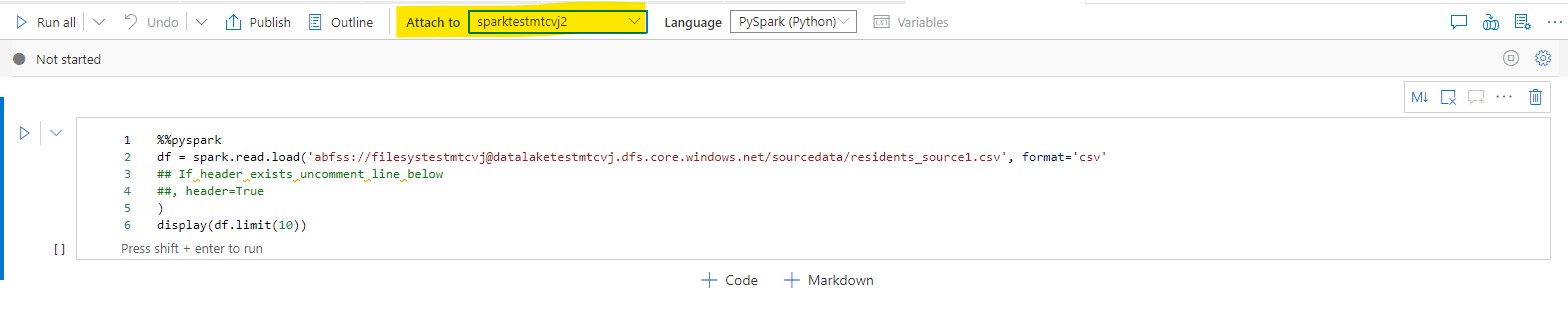 Run all Undo Publish Outline Attach to sparktestmtcvj2 Language PySpark (Python) Variables
Not started
M↓
1 %%pyspark
2 df = spark.read.load('abfss://filesystestmtcvj@datalaketestmtcvj.dfs.core.windows.net/sourcedata/residents_source1.csv', format='csv'
3 ## If header exists uncomment line below
4 ##, header=True
5 )
6 display(df.limit(10))
[ ] Press shift + enter to run
+ Code + Markdown